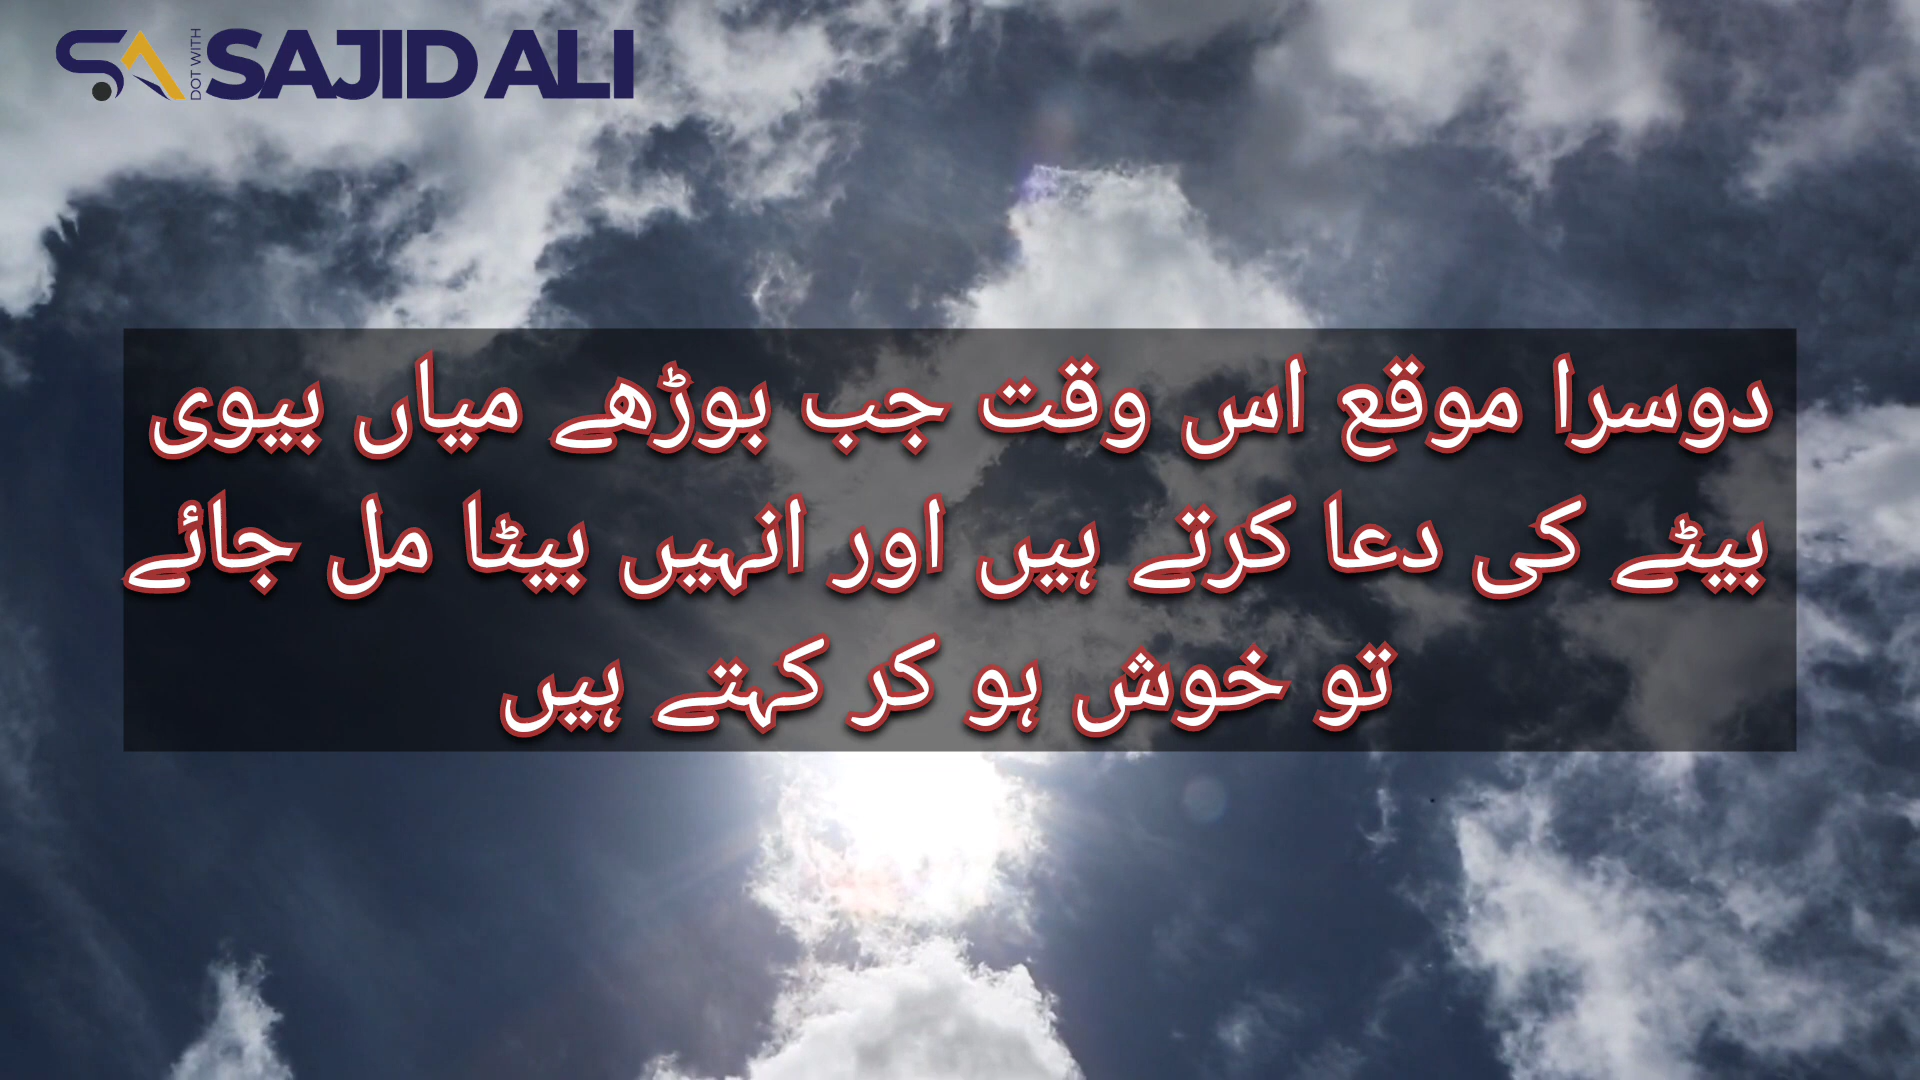 DOT WITH
SAJID ALI
دوسرا موقع اس وقت جب بوڑھے میاں بیوی
بیٹے کی دعا کرتے ہیں اور انہیں بیٹا مل جائے
تو خوش ہو کر کہتے ہیں